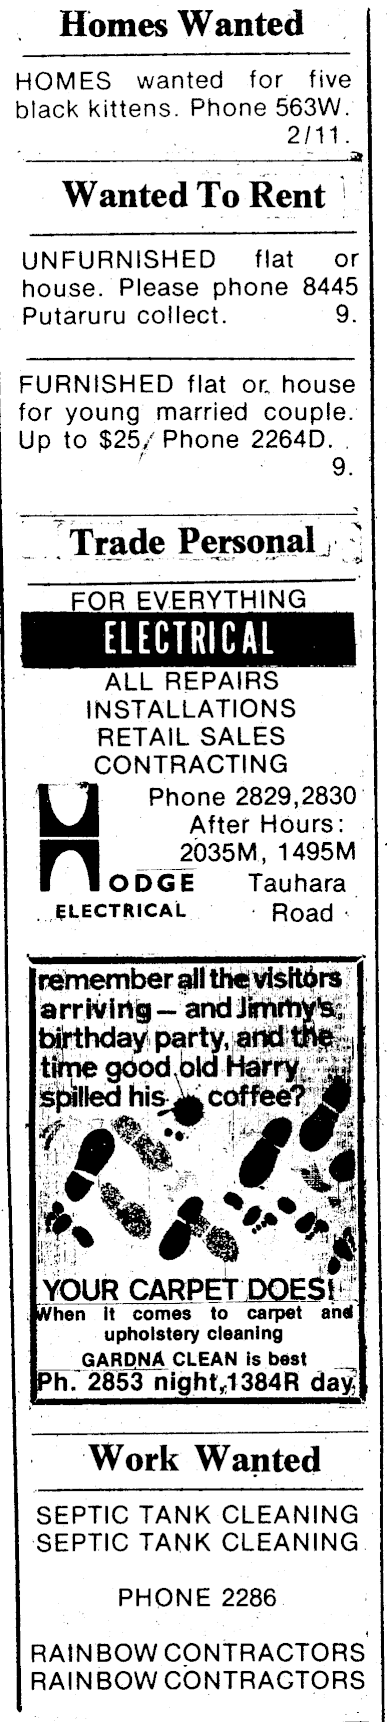 Homes Wanted
HOMES wanted for five
black kittens. Phone 563W.
2/11.
Wanted To Rent
UNFURNISHED flat or
house. Please phone 8445
Putaruru collect. 9.
FURNISHED flat or house
for young married couple.
Up to $25, Phone 2264D.
9.
Trade Personal
FOR EVERYTHING
ELECTRICAL
ALL REPAIRS
INSTALLATIONS
RETAIL SALES
CONTRACTING
Phone 2829,2830
After Hours:
2035M, 1495M
HODGE Tauhara
ELECTRICAL Road
remember all the visitors
arriving – and Jimmy's
birthday party, and the
time good old Harry
spilled his coffee?
YOUR CARPET DOES!
When it comes to carpet and
upholstery cleaning
GARDNA CLEAN is best
Ph. 2853 night, 1384R day
Work Wanted
SEPTIC TANK CLEANING
SEPTIC TANK CLEANING
PHONE 2286
RAINBOW CONTRACTORS
RAINBOW CONTRACTORS